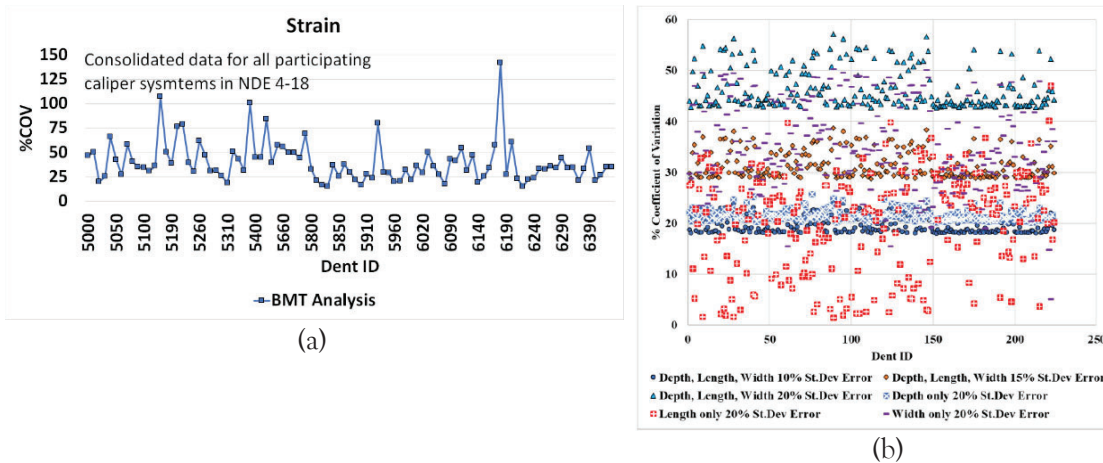 Strain
Consolidated data for all participating
caliper sysmtems in NDE 4-18
%COV
150
125
100
75
50
25
0
5000
5050
5100
5190
5260
5310
5400
5660
5800
5850
5910
5960
6020
6090
6140
6190
6240
6290
6390
Dent ID
BMT Analysis
(a)
% Coefficient of Variation
60
50
40
30
20
10
0
0 50 100 150 200 250
Dent ID
Depth, Length, Width 10% St.Dev Error
Depth, Length, Width 15% St.Dev Error
Depth, Length, Width 20% St.Dev Error
Depth only 20% St.Dev Error
Length only 20% St.Dev Error
Width only 20% St.Dev Error
(b)